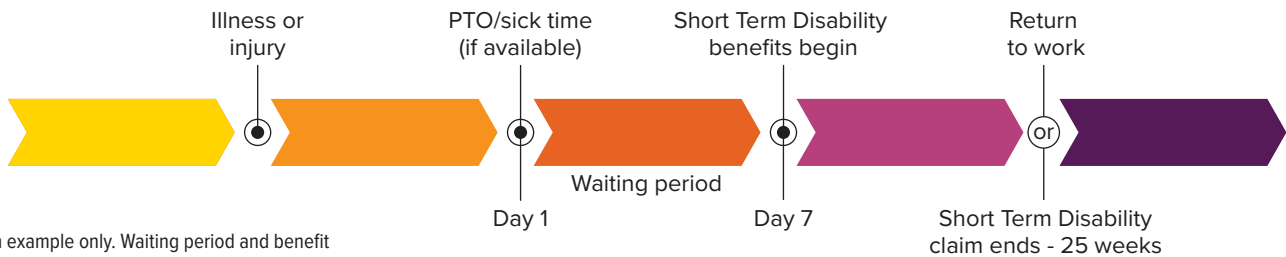 Illness or
injury
PTO/sick time
(if available)
Short Term Disability
benefits begin
Return
to work
or
Waiting period
Day 1
Day 7
Short Term Disability
claim ends - 25 weeks
example only. Waiting period and benefit